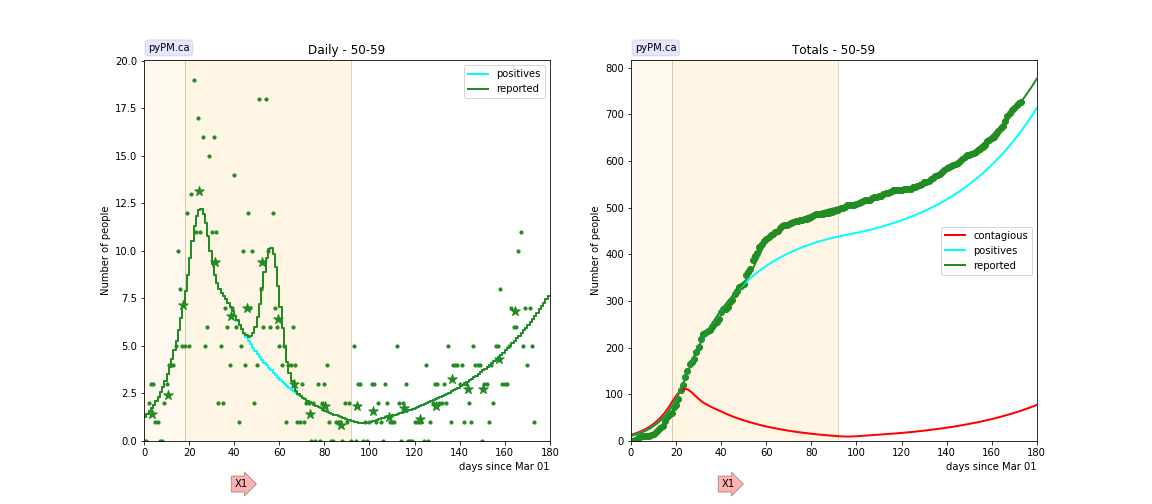 pyPM.ca
Daily - 50-59
positives
reported
Number of people
20.0
17.5
15.0
12.5
10.0
7.5
5.0
2.5
0.0
0 20 40 60 80 100 120 140 160 180
days since Mar 01
X1
pyPM.ca
Totals - 50-59
contagious
positives
reported
Number of people
800
700
600
500
400
300
200
100
0
0 20 40 60 80 100 120 140 160 180
days since Mar 01
X1